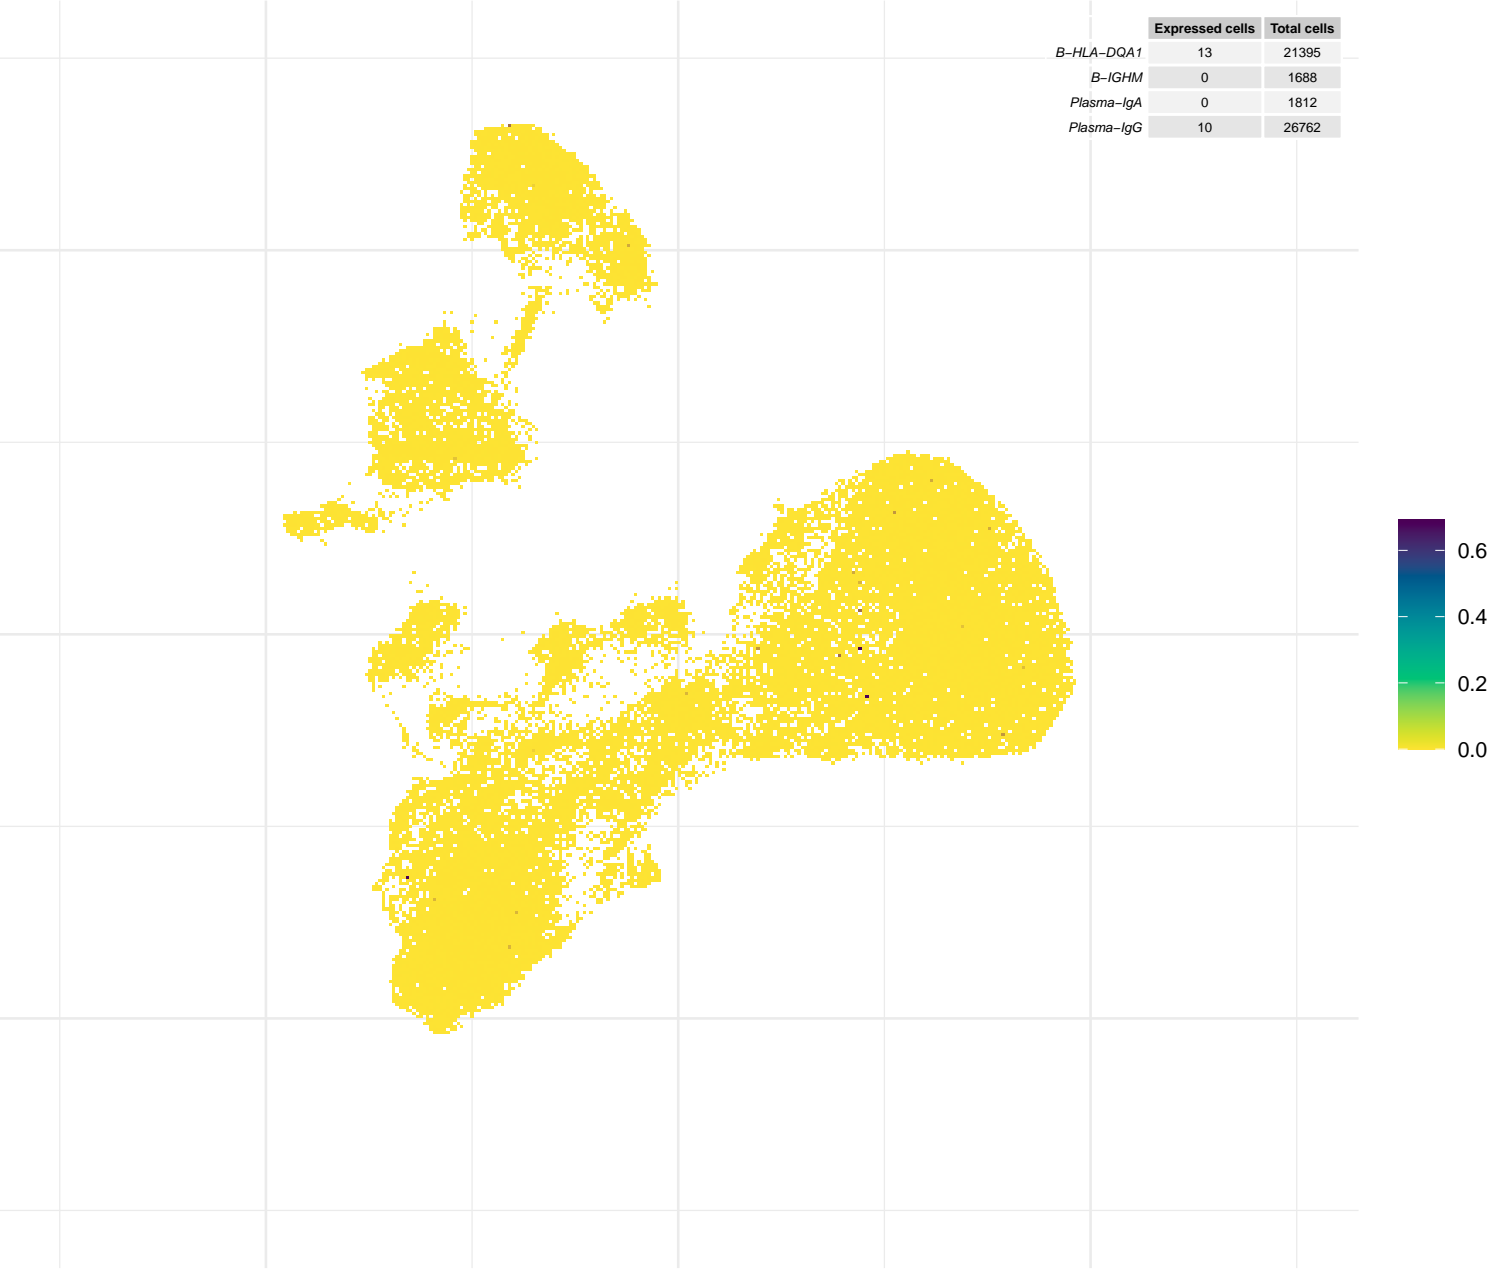 Expressed cells Total cells
B−HLA−DQA1 13 21395
B−IGHM 0 1688
Plasma−IgA 0 1812
Plasma−IgG 10 26762
0.6
0.4
0.2
0.0